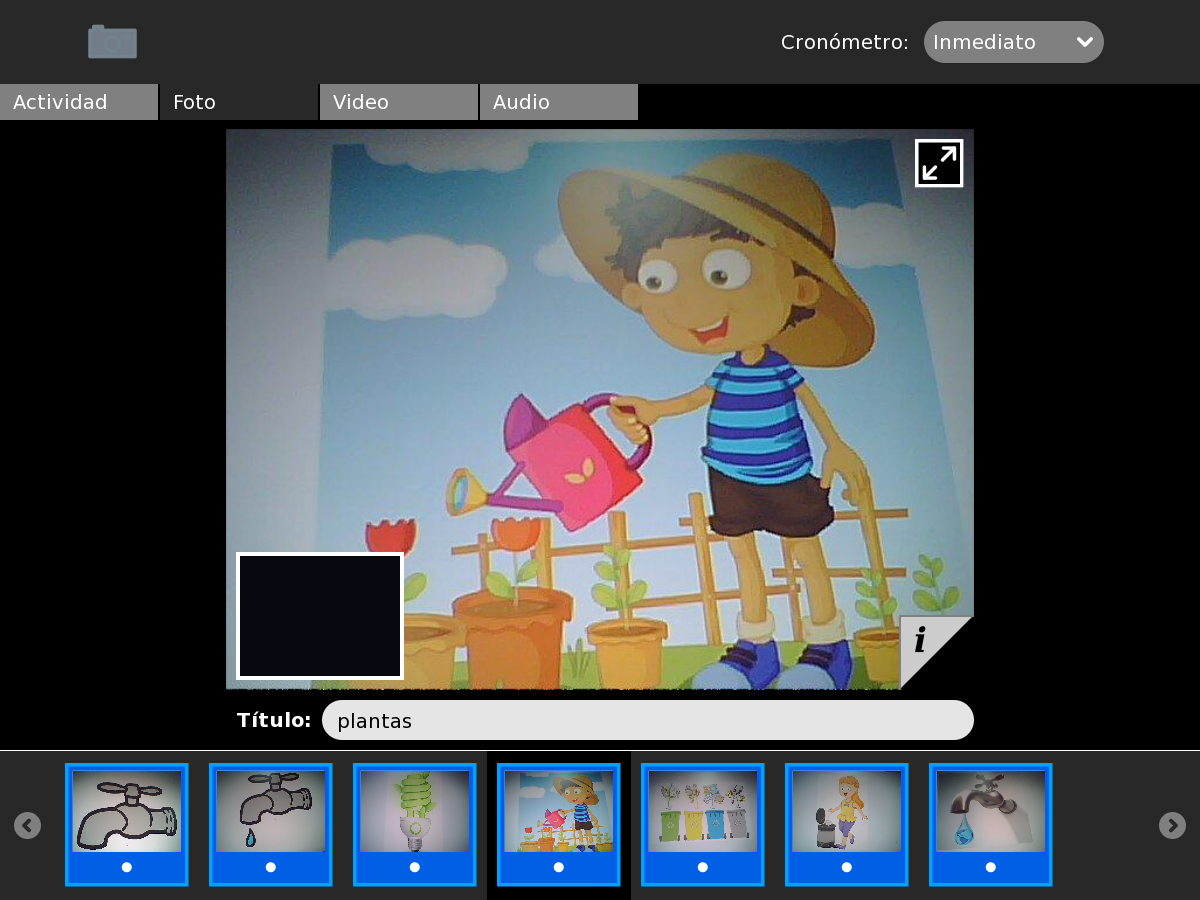 Cronómetro: Inmediato
Actividad Foto Video Audio
i
Título: plantas